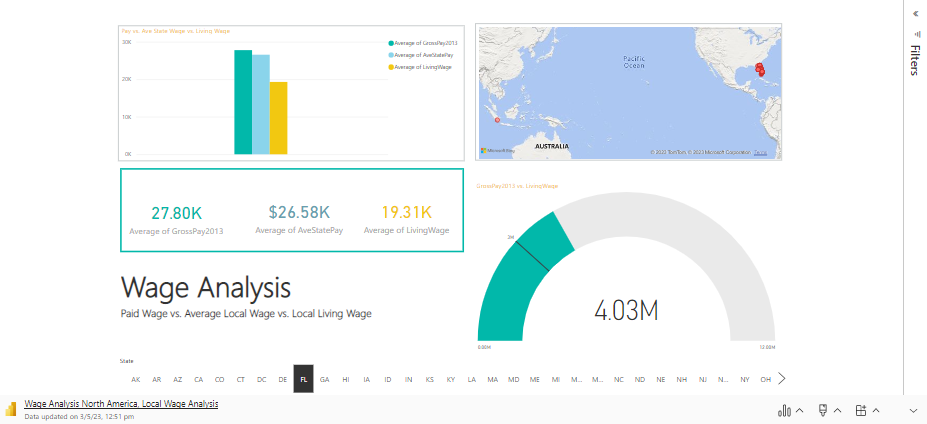 Pay vs. Ave State Wage vs. Living Wage
30K
20K
10K
0K
Average of GrossPay2013
Average of AveStatePay
Average of LivingWage
Pacific
Ocean
AUSTRALIA
Microsoft Bing
© 2023 TomTom, © 2023 Microsoft Corporation Terms
Filters
27.80K
Average of GrossPay2013
$26.58K
Average of AveStatePay
19.31K
Average of LivingWage
GrossPay2013 vs. LivingWage
3M
4.03M
0.00M
12.08M
Wage Analysis
Paid Wage vs. Average Local Wage vs. Local Living Wage
State
AK AR AZ CA CO CT DC DE FL GA HI IA ID IN KS KY LA MA MD ME MI M... M... NC ND NE NH NJ N... NV NY OH
Wage Analysis North America, Local Wage Analysis
Data updated on 3/5/23, 12:51 pm